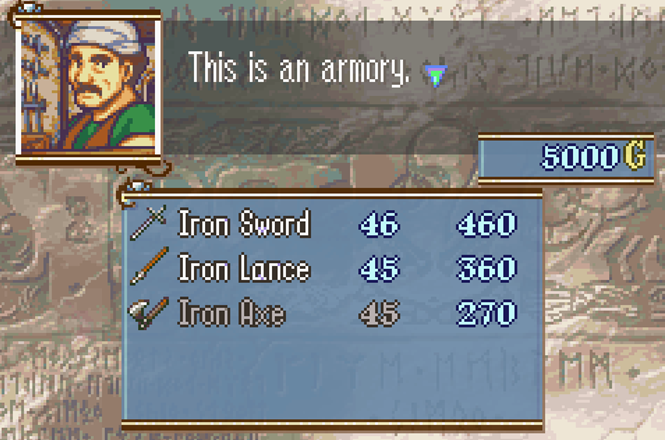 This is an armory.
5000G
Iron Sword 46 460
Iron Lance 45 360
Iron Axe 45 270